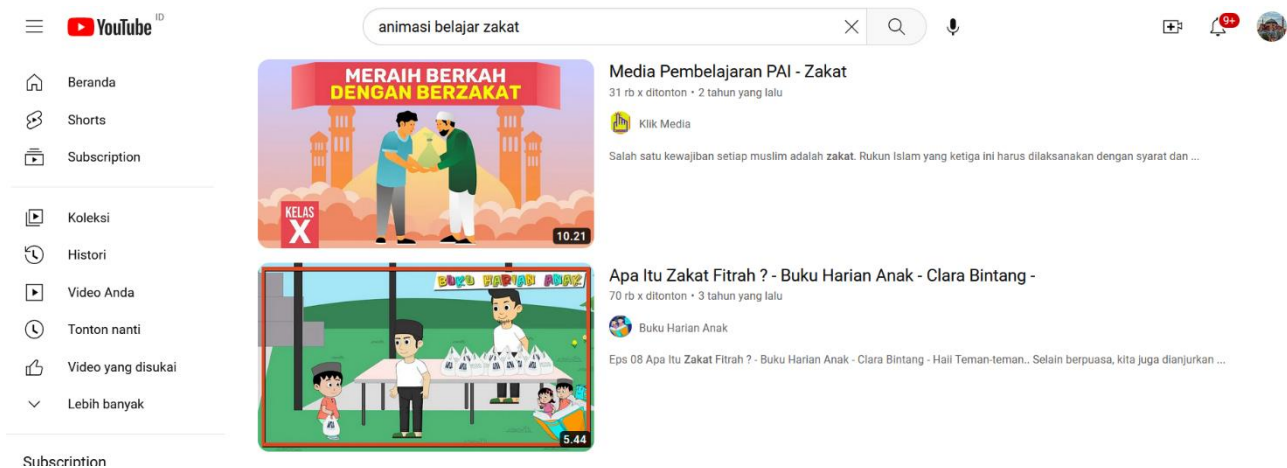 YouTube ID
animasi belajar zakat
9+
Beranda
Shorts
Subscription
Koleksi
Histori
Video Anda
Tonton nanti
Video yang disukai
Lebih banyak
Subscription
MERAIH BERKAH
DENGAN BERZAKAT
KELAS
X
10.21
Media Pembelajaran PAI - Zakat
31 rb x ditonton • 2 tahun yang lalu
Klik Media
Salah satu kewajiban setiap muslim adalah zakat. Rukun Islam yang ketiga ini harus dilaksanakan dengan syarat dan ...
BUKU HARIAN ANAK
5.44
Apa Itu Zakat Fitrah ? - Buku Harian Anak - Clara Bintang -
70 rb x ditonton • 3 tahun yang lalu
Buku Harian Anak
Eps 08 Apa Itu Zakat Fitrah ? - Buku Harian Anak - Clara Bintang - Haii Teman-teman.. Selain berpuasa, kita juga dianjurkan ...